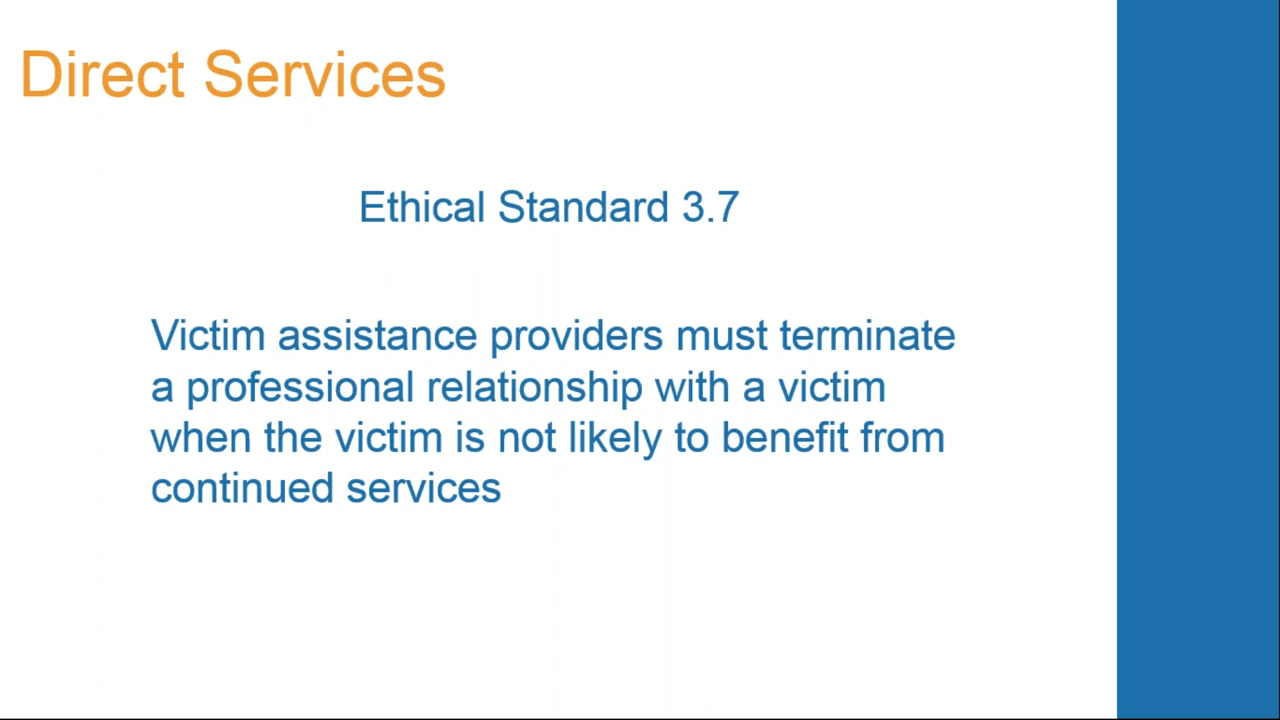 Direct Services
Ethical Standard 3.7
Victim assistance providers must terminate
a professional relationship with a victim
when the victim is not likely to benefit from
continued services